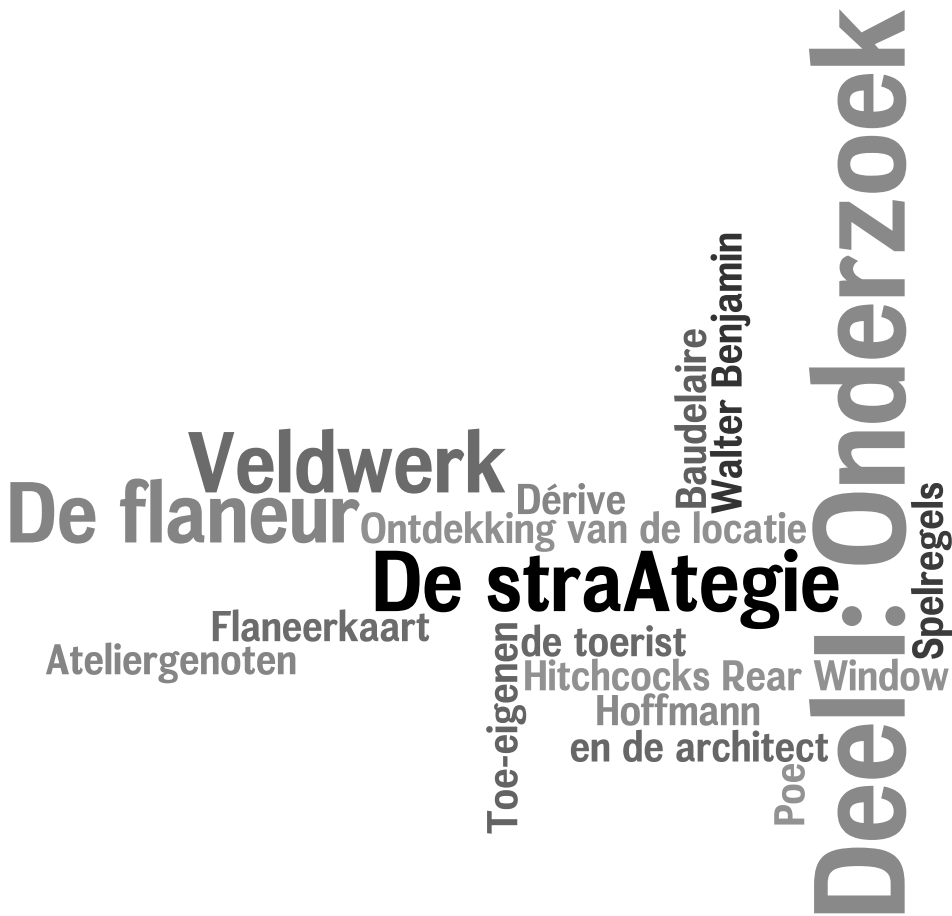 Deel I: Onderzoek
Walter Benjamin
Baudelaire
Veldwerk
De flaneur
Dérive
Ontdekking van de locatie
Spelregels
De straAtegie
Flaneerkaart
Ateliergenoten
Toe-eigenen
de toerist
Hitchcocks Rear Window
Hoffmann
en de architect
Poe